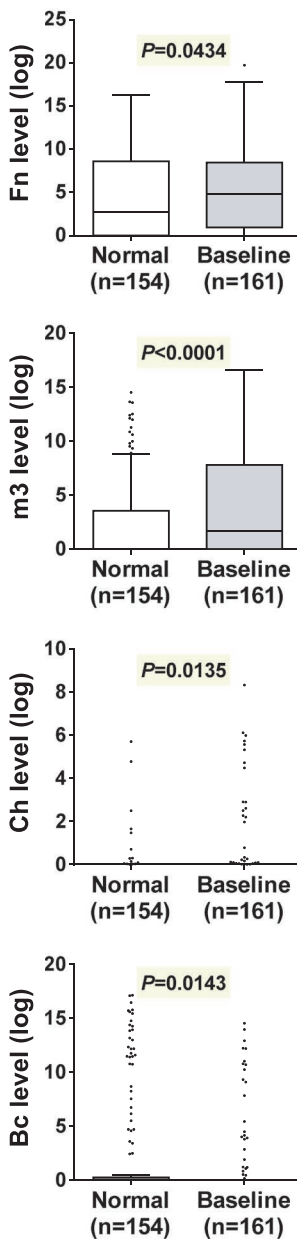 Fn level (log)
25
20
15
10
5
0
P=0.0434
Normal
(n=154)
Baseline
(n=161)
m3 level (log)
20
15
10
5
0
P<0.0001
Normal
(n=154)
Baseline
(n=161)
Ch level (log)
10
8
6
4
2
0
P=0.0135
Normal
(n=154)
Baseline
(n=161)
Bc level (log)
20
15
10
5
0
P=0.0143
Normal
(n=154)
Baseline
(n=161)